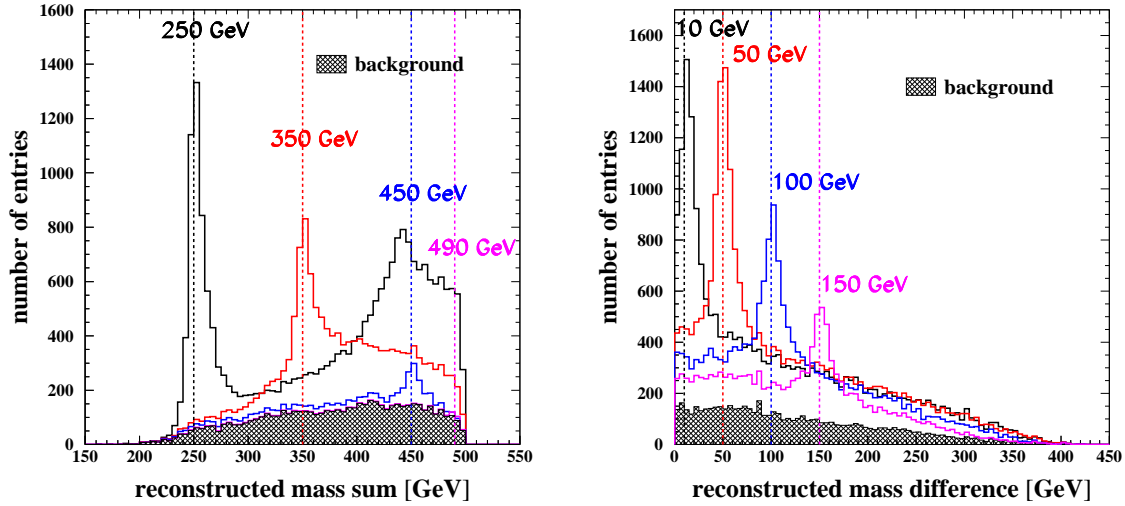 250 GeV
background
350 GeV
450 GeV
490 GeV
number of entries
1600
1400
1200
1000
800
600
400
200
0
150 200 250 300 350 400 450 500 550
reconstructed mass sum [GeV]
10 GeV
50 GeV
background
100 GeV
150 GeV
number of entries
1600
1400
1200
1000
800
600
400
200
0
0 50 100 150 200 250 300 350 400 450
reconstructed mass difference [GeV]